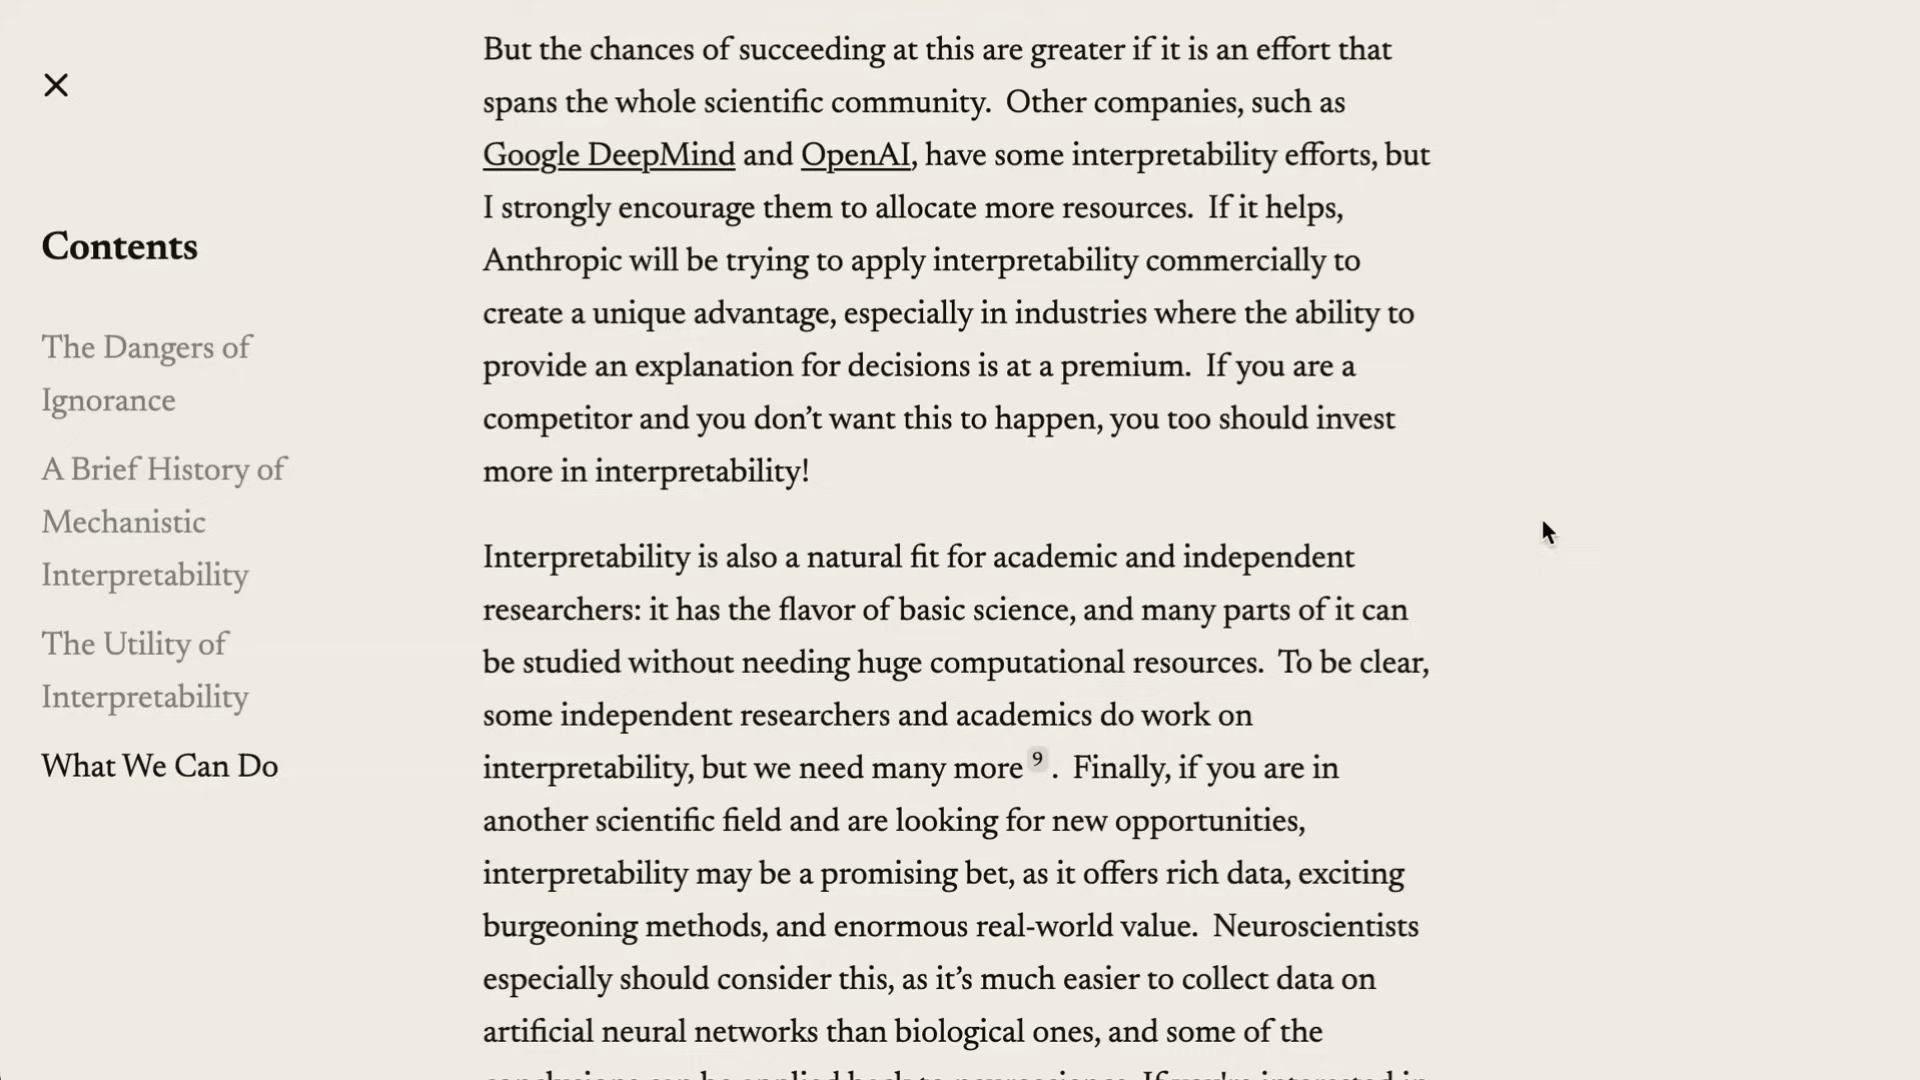 Contents
The Dangers of
Ignorance
A Brief History of
Mechanistic
Interpretability
The Utility of
Interpretability
What We Can Do
But the chances of succeeding at this are greater if it is an effort that
spans the whole scientific community.  Other companies, such as
Google DeepMind and OpenAI, have some interpretability efforts, but
I strongly encourage them to allocate more resources.  If it helps,
Anthropic will be trying to apply interpretability commercially to
create a unique advantage, especially in industries where the ability to
provide an explanation for decisions is at a premium.  If you are a
competitor and you don’t want this to happen, you too should invest
more in interpretability!
Interpretability is also a natural fit for academic and independent
researchers: it has the flavor of basic science, and many parts of it can
be studied without needing huge computational resources.  To be clear,
some independent researchers and academics do work on
interpretability, but we need many more 9 .  Finally, if you are in
another scientific field and are looking for new opportunities,
interpretability may be a promising bet, as it offers rich data, exciting
burgeoning methods, and enormous real-world value.  Neuroscientists
especially should consider this, as it’s much easier to collect data on
artificial neural networks than biological ones, and some of the